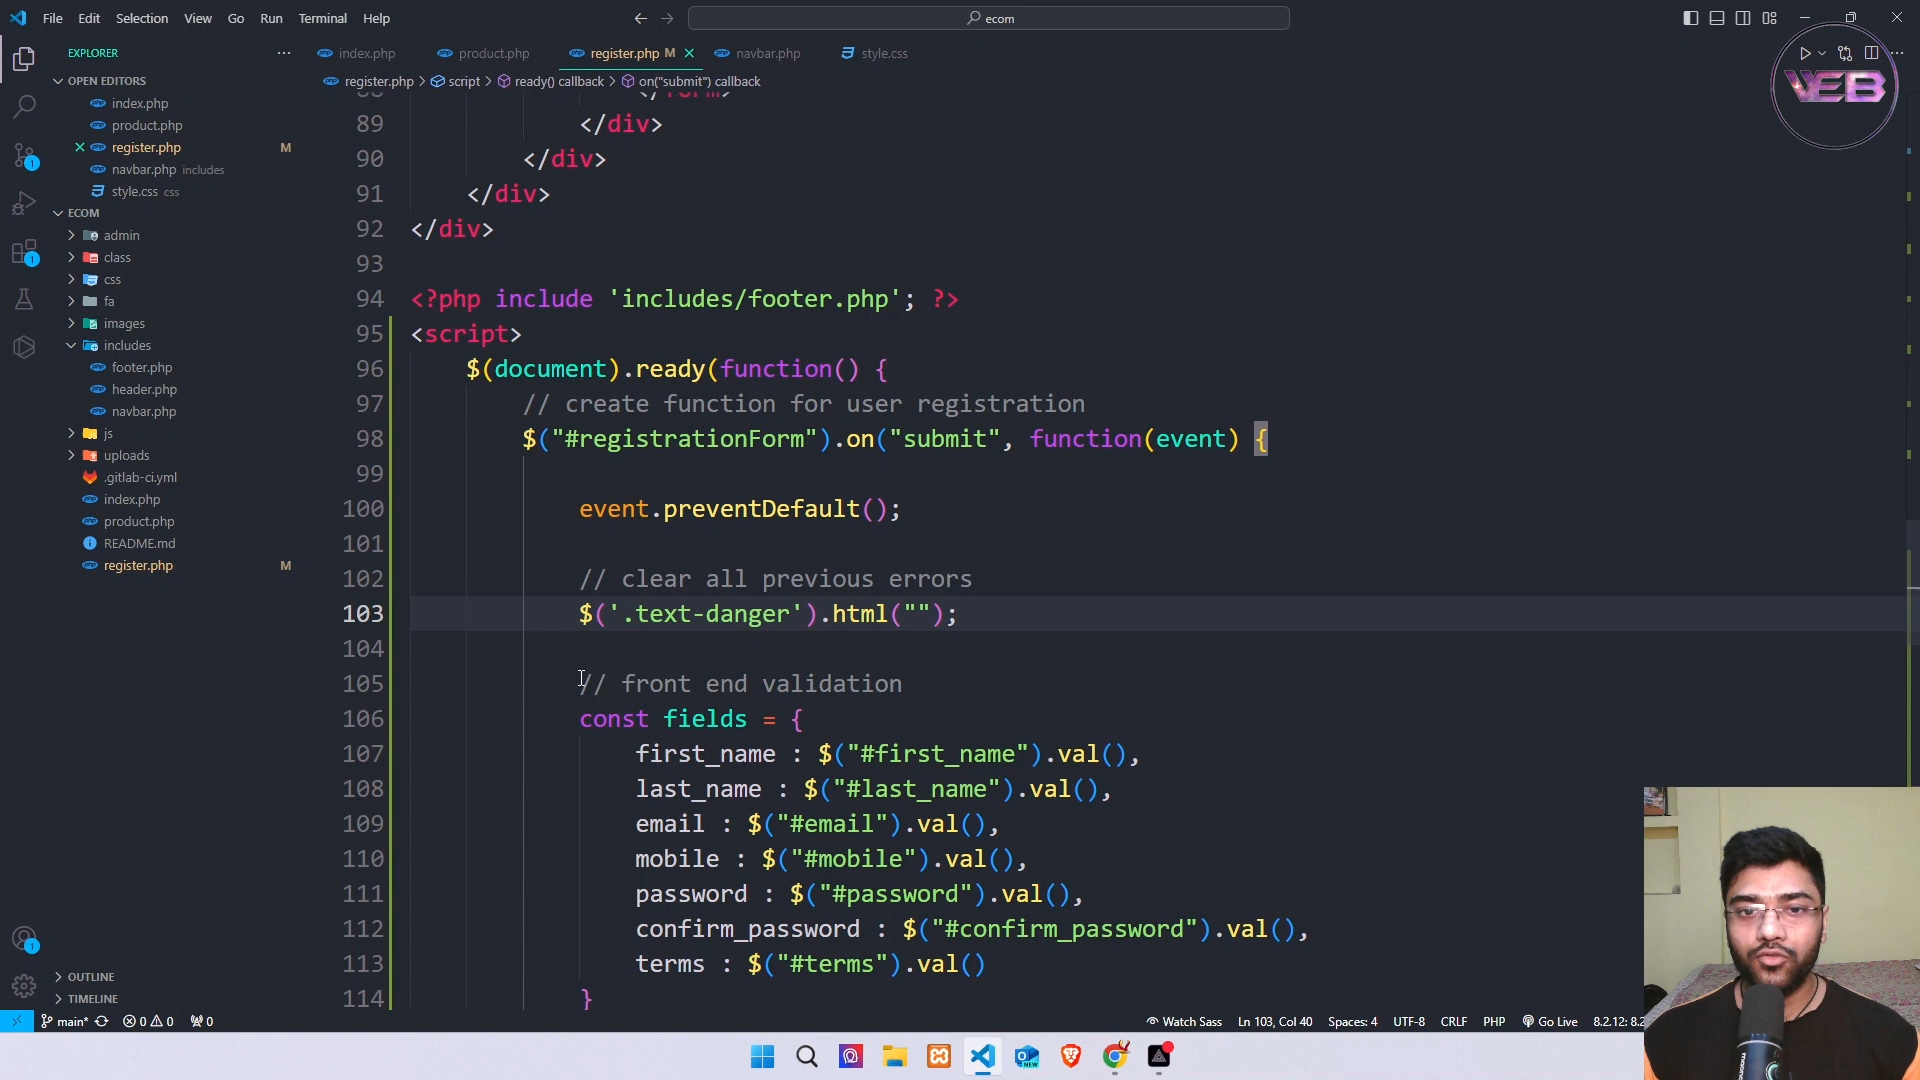 File Edit Selection View Go Run Terminal Help
ecom
EXPLORER
index.php
product.php
register.php M
navbar.php
style.css
register.php > script > ready() callback > on("submit") callback
VEB
OPEN EDITORS
index.php
product.php
register.php M
navbar.php includes
style.css css
ECOM
admin
class
css
fa
images
includes
footer.php
header.php
navbar.php
js
uploads
.gitlab-ci.yml
index.php
product.php
README.md
register.php M
OUTLINE
TIMELINE
1
1
1
89 </div>
90 </div>
91 </div>
92 </div>
93
94 <?php include 'includes/footer.php'; ?>
95 <script>
96 $(document).ready(function() {
97 // create function for user registration
98 $("#registrationForm").on("submit", function(event) {
99
100 event.preventDefault();
101
102 // clear all previous errors
103 $('.text-danger').html("");
104
105 // front end validation
106 const fields = {
107 first_name : $("#first_name").val(),
108 last_name : $("#last_name").val(),
109 email : $("#email").val(),
110 mobile : $("#mobile").val(),
111 password : $("#password").val(),
112 confirm_password : $("#confirm_password").val(),
113 terms : $("#terms").val()
114 }
main* 0 0 0
Watch Sass Ln 103, Col 40 Spaces: 4 UTF-8 CRLF PHP Go Live
NEW